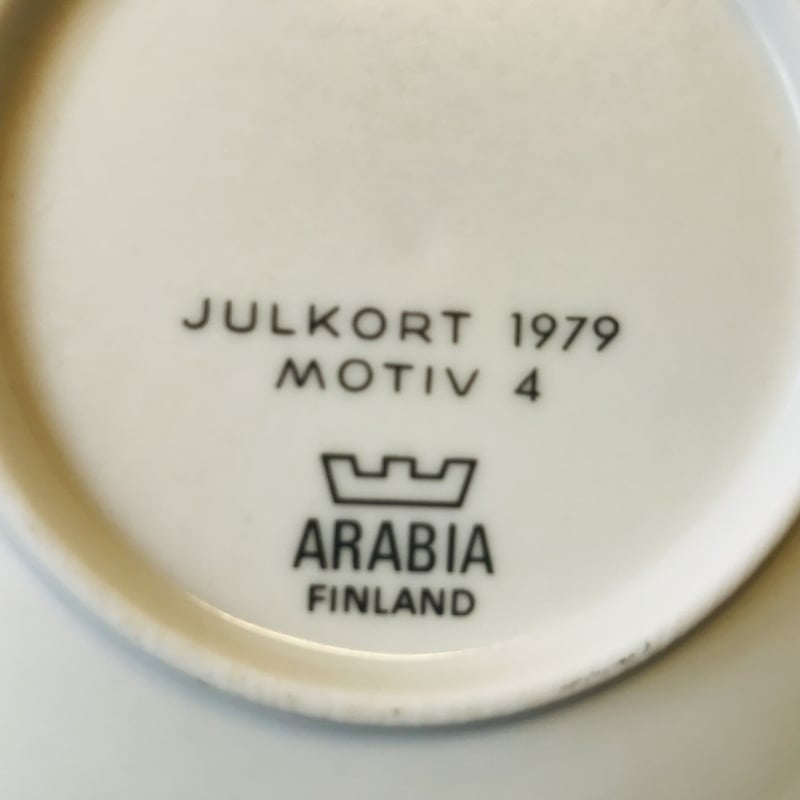 JULKORT 1979
MOTIV 4
ARABIA
FINLAND